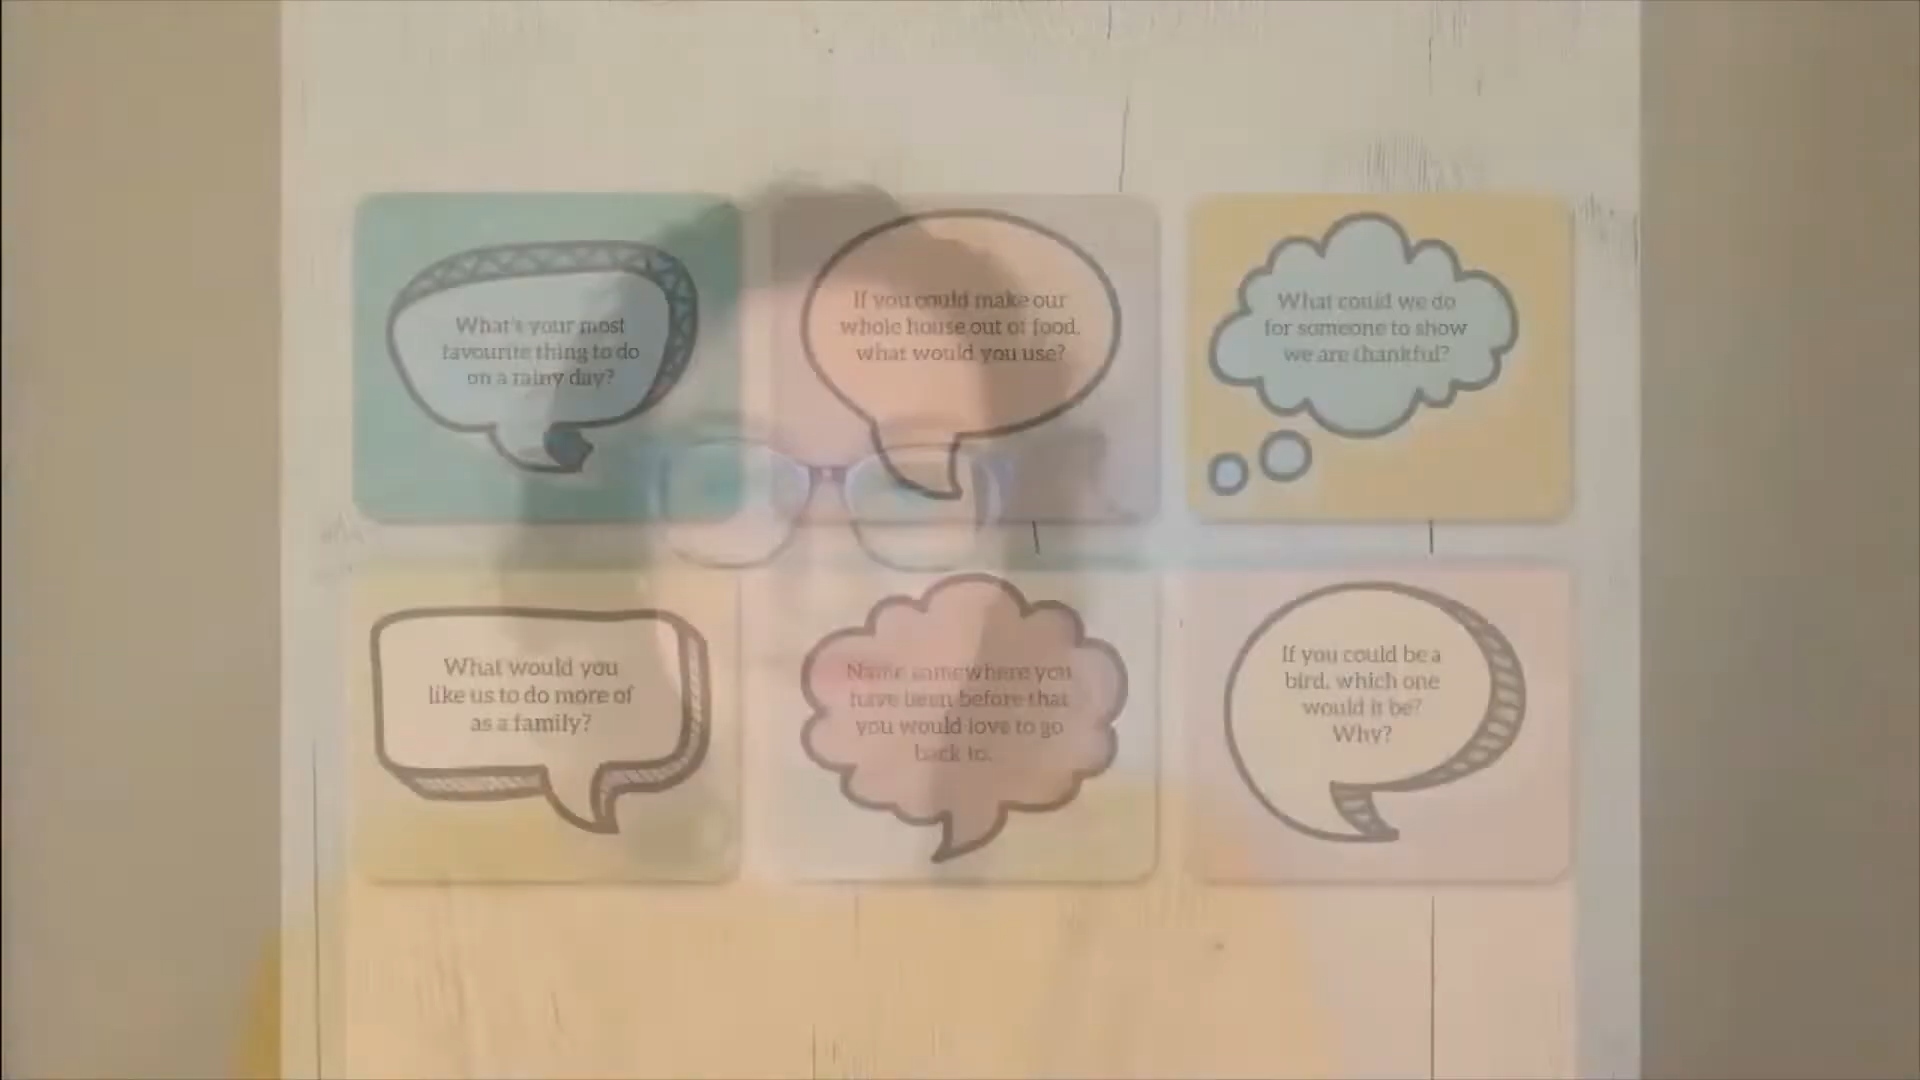 What's your most
favourite thing to do
on a rainy day?
If you could make our
whole house out of food,
what would you use?
What could we do
for someone to show
we are thankful?
What would you
like us to do more of
as a family?
Name somewhere you
have been before that
you would love to go
back to.
If you could be a
bird, which one
would it be?
Why?